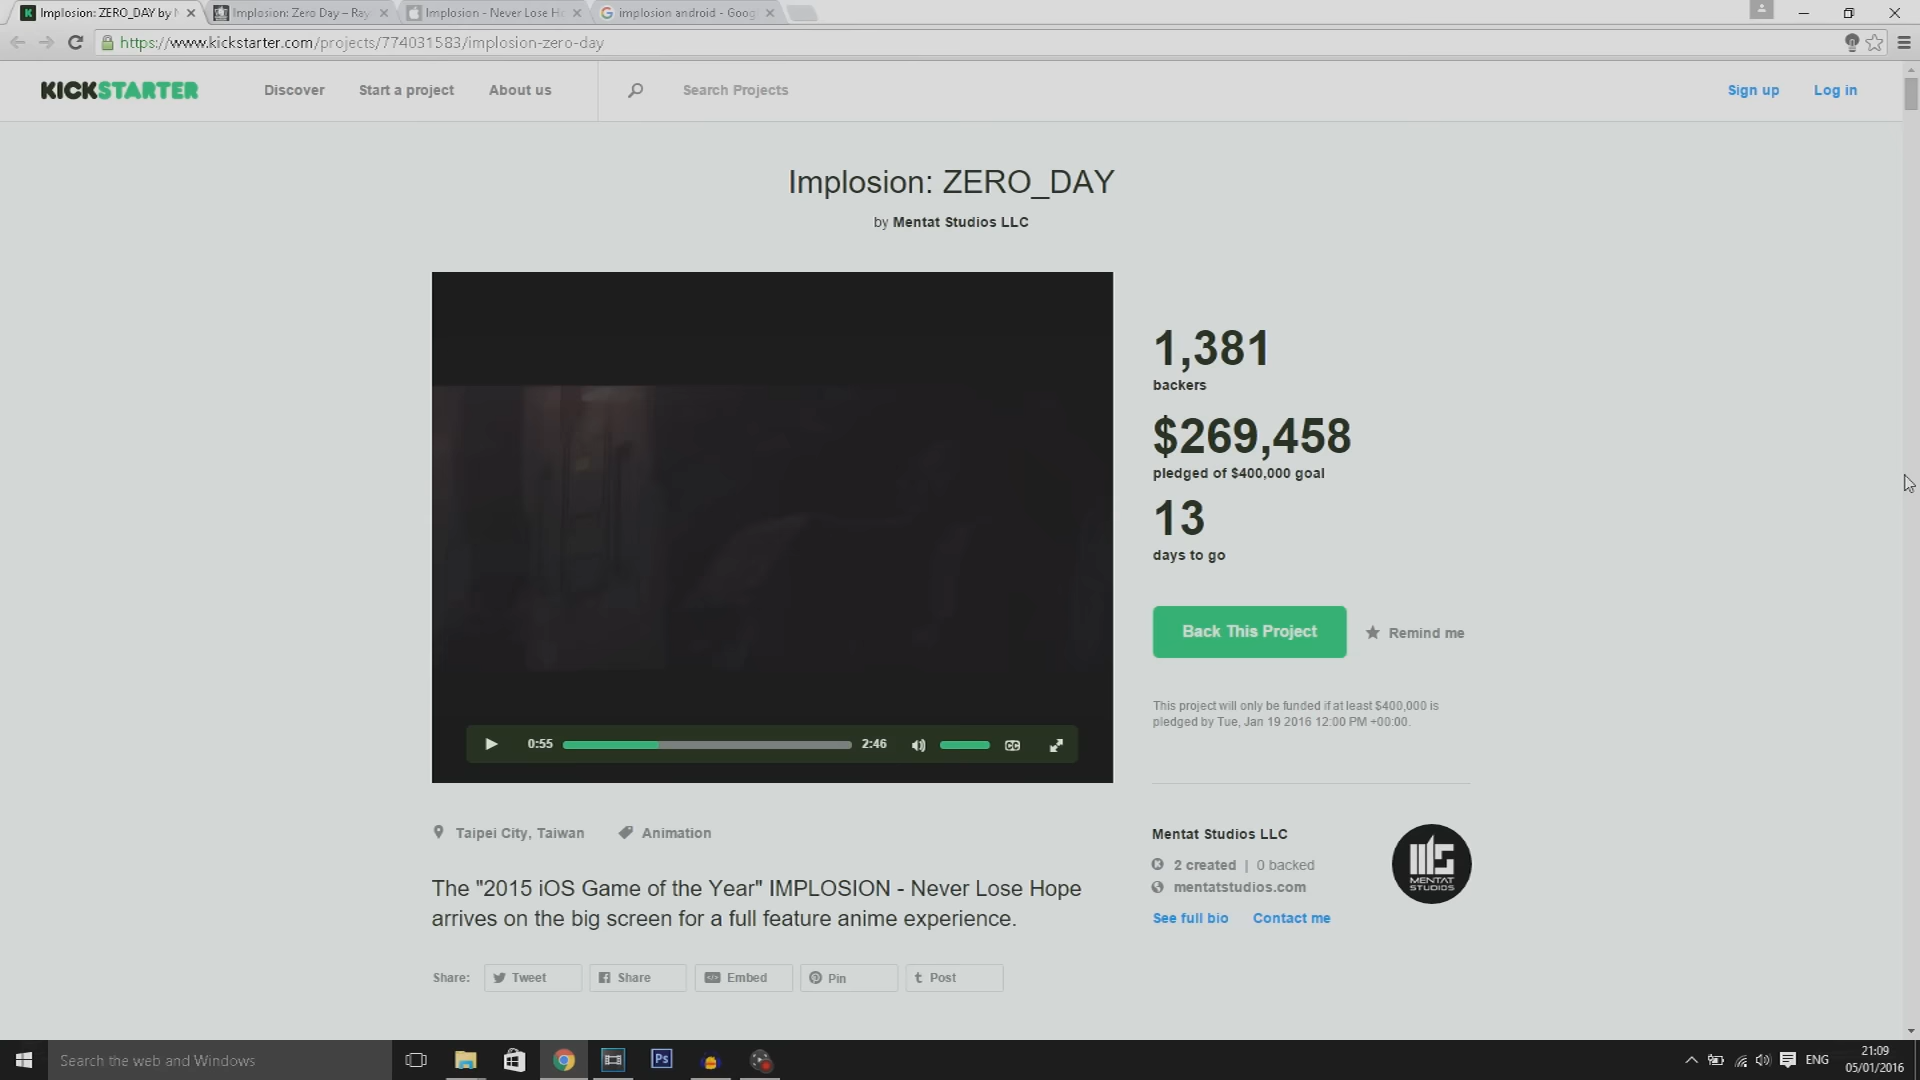 Implosion: ZERO_DAY by
Implosion: Zero Day – Ray
Implosion - Never Lose H
implosion android - Goog
https://www.kickstarter.com/projects/774031583/implosion-zero-day
KICKSTARTER
Discover
Start a project
About us
Search Projects
Sign up
Log in
Implosion: ZERO_DAY
by Mentat Studios LLC
1,381
backers
$269,458
pledged of $400,000 goal
13
days to go
Back This Project
Remind me
This project will only be funded if at least $400,000 is
pledged by Tue, Jan 19 2016 12:00 PM +00:00.
0:55
2:46
CC
Taipei City, Taiwan
Animation
The "2015 iOS Game of the Year" IMPLOSION - Never Lose Hope
arrives on the big screen for a full feature anime experience.
Mentat Studios LLC
2 created | 0 backed
mentatstudios.com
See full bio
Contact me
MENTAT
STUDIOS
Share:
Tweet
Share
Embed
Pin
Post
Search the web and Windows
Ps
ENG
21:09
05/01/2016